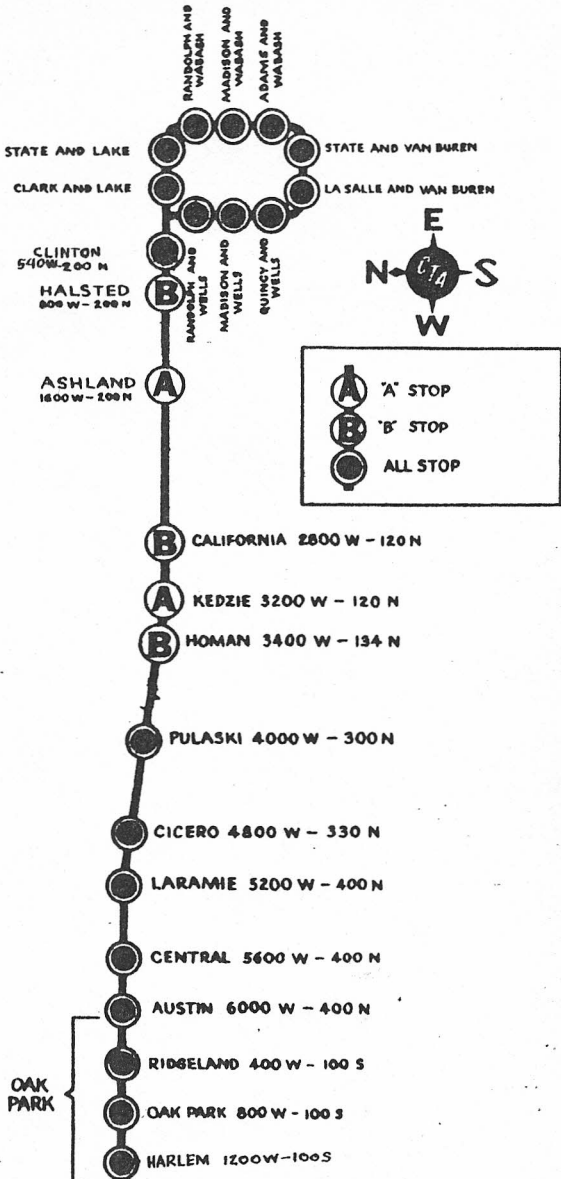 RANDOLPH AND
WABASH
MADISON AND
WABASH
ADAMS AND
WABASH
STATE AND LAKE
STATE AND VAN BUREN
CLARK AND LAKE
LA SALLE AND VAN BUREN
RANDOLPH AND
WELLS
MADISON AND
WELLS
QUINCY AND
WELLS
CLINTON
540W-200 N
HALSTED
800 W-200N
E
N
CTA
S
W
B
ASHLAND
1600 W-200N
A
A "A" STOP
B "B" STOP
ALL STOP
B CALIFORNIA 2800 W - 120 N
A KEDZIE 3200 W - 120 N
B HOMAN 3400 W - 134 N
PULASKI 4000 W - 300 N
CICERO 4800 W - 330 N
LARAMIE 5200 W - 400 N
CENTRAL 5600 W - 400 N
AUSTIN 6000 W - 400 N
OAK
PARK
RIDGELAND 400 W - 100 S
OAK PARK 800 W - 100 S
HARLEM 1200W-100S